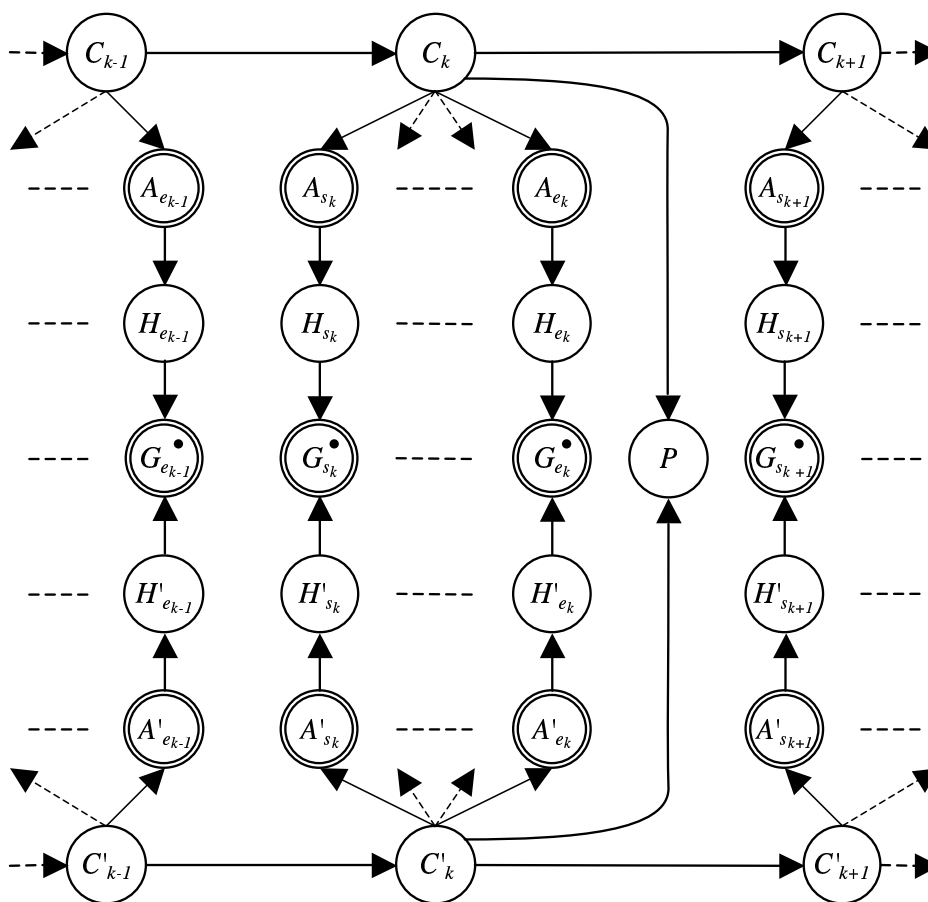 C_{k-1} C_k C_{k+1}
A_{e_{k-1}} A_{s_k} A_{e_k} A_{s_{k+1}}
H_{e_{k-1}} H_{s_k} H_{e_k} H_{s_{k+1}}
G^•_{e_{k-1}} G^•_{s_k} G^•_{e_k} P G^•_{s_{k+1}}
H'_{e_{k-1}} H'_{s_k} H'_{e_k} H'_{s_{k+1}}
A'_{e_{k-1}} A'_{s_k} A'_{e_k} A'_{s_{k+1}}
C'_{k-1} C'_k C'_{k+1}